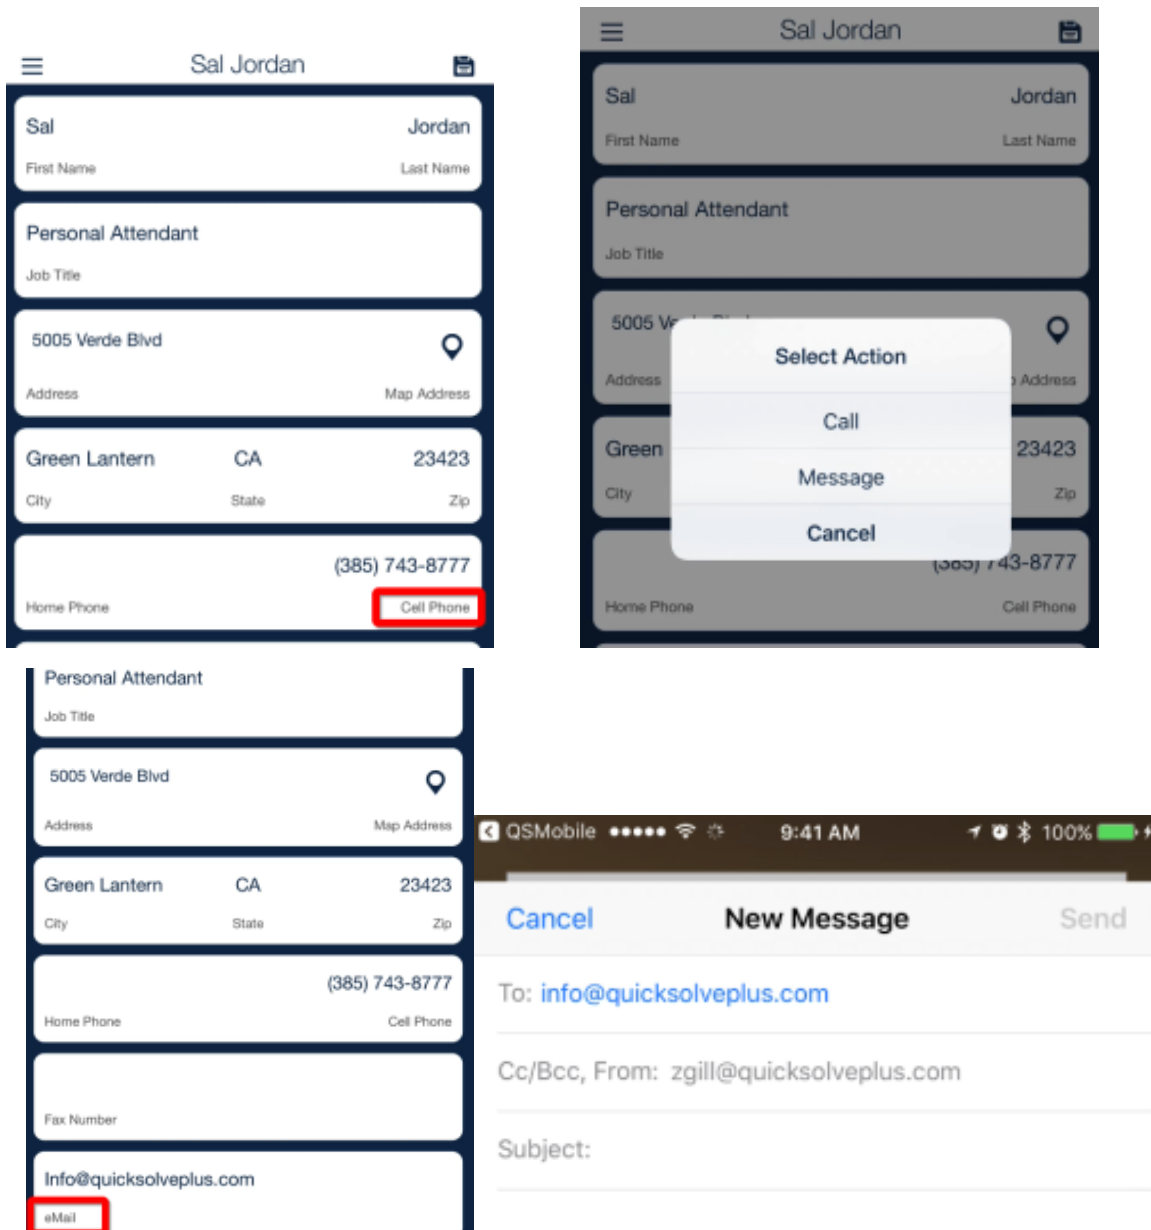 Sal Jordan
Sal Jordan
First Name Last Name
Personal Attendant
Job Title
5005 Verde Blvd
Address Map Address
Green Lantern CA 23423
City State Zip
(385) 743-8777
Home Phone Cell Phone
Sal Jordan
Sal Jordan
First Name Last Name
Personal Attendant
Job Title
5005
Address Address
Green 23423
City Zip
(385) 743-8777
Home Phone Cell Phone
Select Action
Call
Message
Cancel
Personal Attendant
Job Title
5005 Verde Blvd
Address Map Address
Green Lantern CA 23423
City State Zip
(385) 743-8777
Home Phone Cell Phone
Fax Number
Info@quicksolveplus.com
eMail
QSMobile 9:41 AM 100%
Cancel New Message Send
To: info@quicksolveplus.com
Cc/Bcc, From: zgill@quicksolveplus.com
Subject: